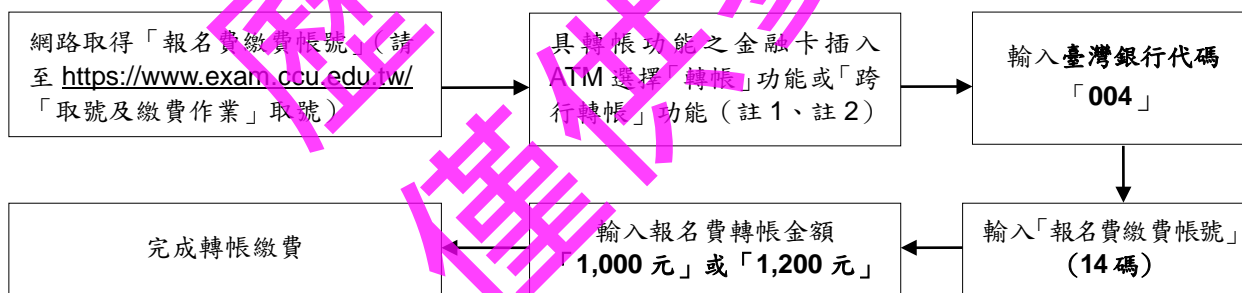 網路取得「報名費繳費帳號」(請
至 https://www.exam.ccu.edu.tw/
「取號及繳費作業」取號)
具轉帳功能之金融卡插入
ATM 選擇「轉帳」功能或「跨
行轉帳」功能(註 1、註 2)
輸入臺灣銀行代碼
「004」
輸入「報名費繳費帳號」
(14 碼)
輸入報名費轉帳金額
「1,000 元」或「1,200 元」
完成轉帳繳費
歷
僅供